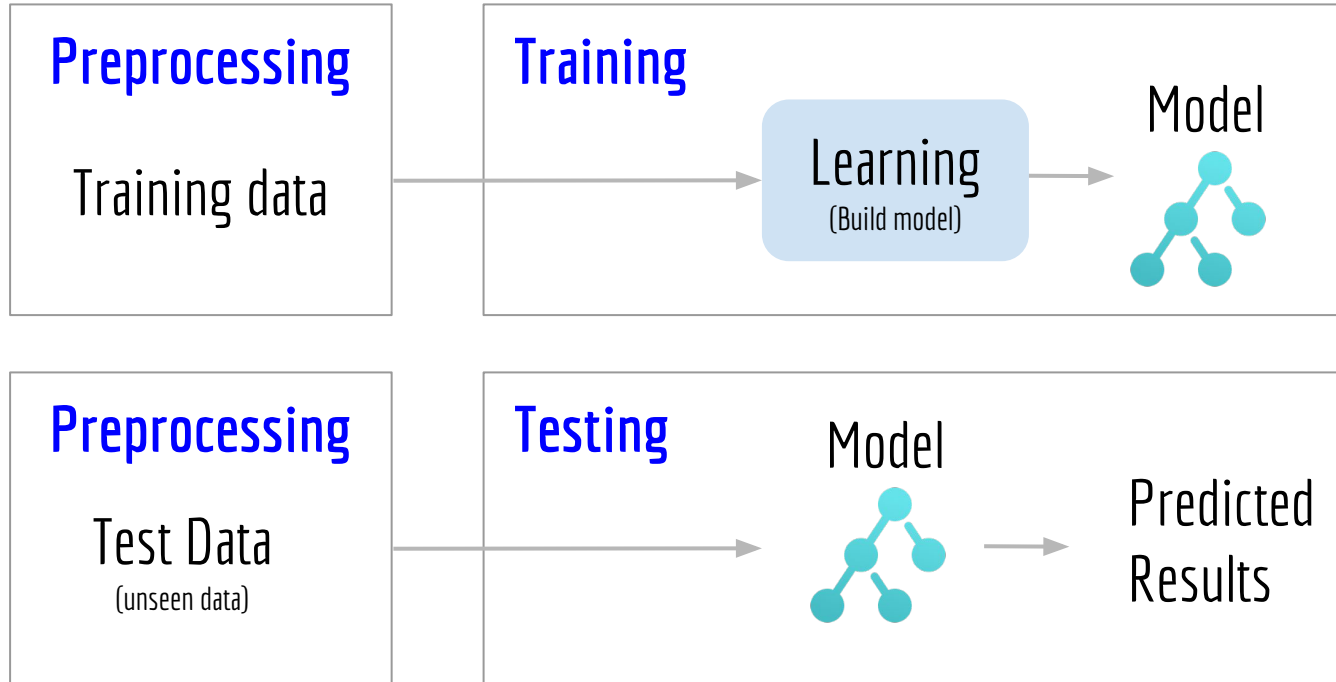 Preprocessing
Training data
Training
Learning
(Build model)
Model
Preprocessing
Test Data
(unseen data)
Testing
Model
Predicted
Results